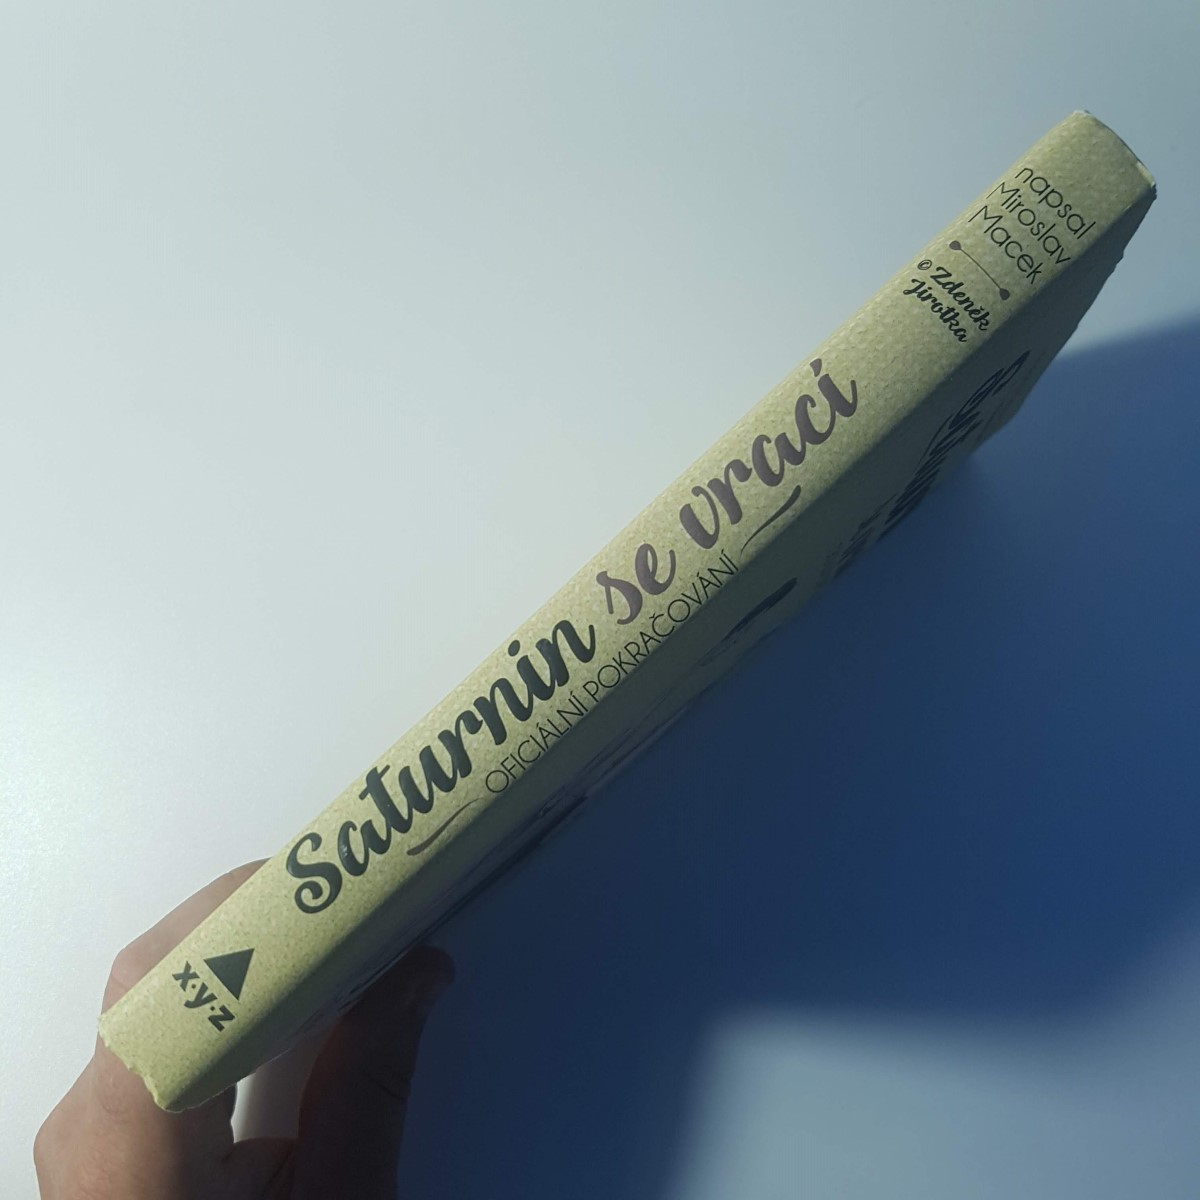 napsal
Miroslav
Macek
© Zdeněk
Jirotka
Saturnin se vrací
OFICIÁLNÍ POKRAČOVÁNÍ
x·y·z